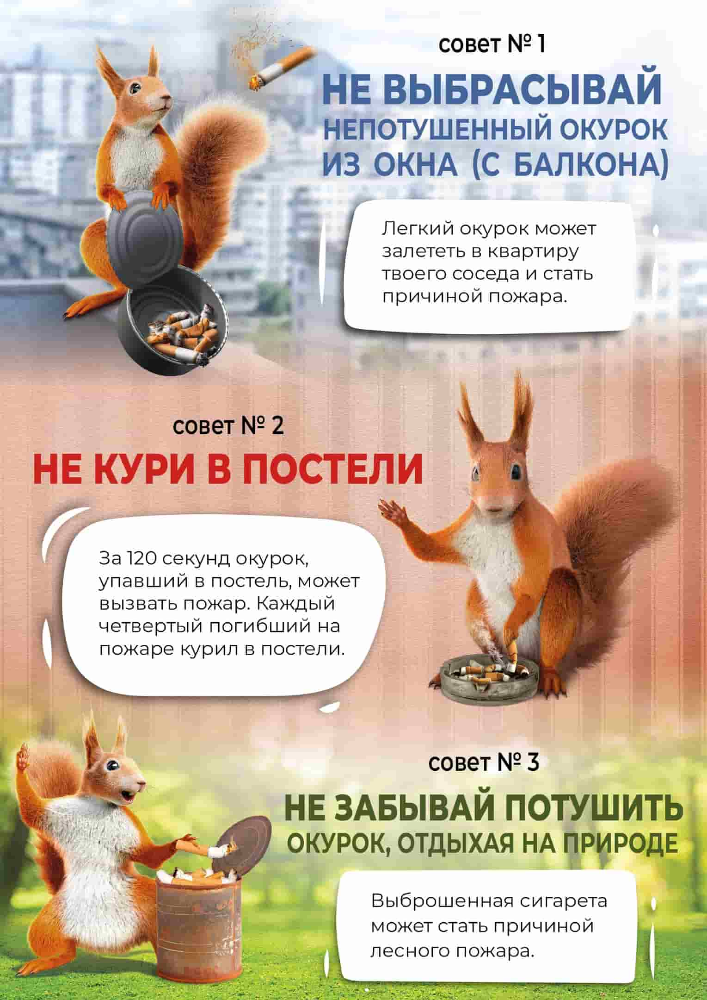 совет № 1
НЕ ВЫБРАСЫВАЙ
НЕПОТУШЕННЫЙ ОКУРОК
ИЗ ОКНА (С БАЛКОНА)
Легкий окурок может
залететь в квартиру
твоего соседа и стать
причиной пожара.
совет № 2
НЕ КУРИ В ПОСТЕЛИ
За 120 секунд окурок,
упавший в постель, может
вызвать пожар. Каждый
четвертый погибший на
пожаре курил в постели.
совет № 3
НЕ ЗАБЫВАЙ ПОТУШИТЬ
ОКУРОК, ОТДЫХАЯ НА ПРИРОДЕ
Выброшенная сигарета
может стать причиной
лесного пожара.